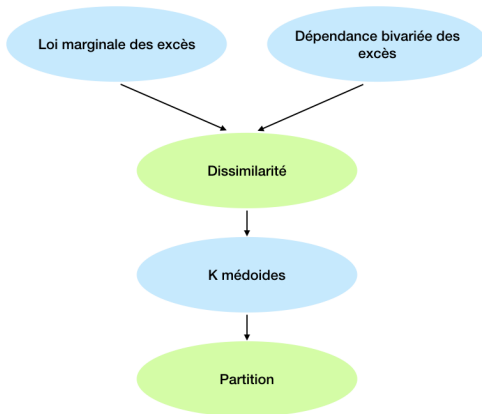 Loi marginale des excès
Dépendance bivariée des
excès
Dissimilarité
K médoides
Partition